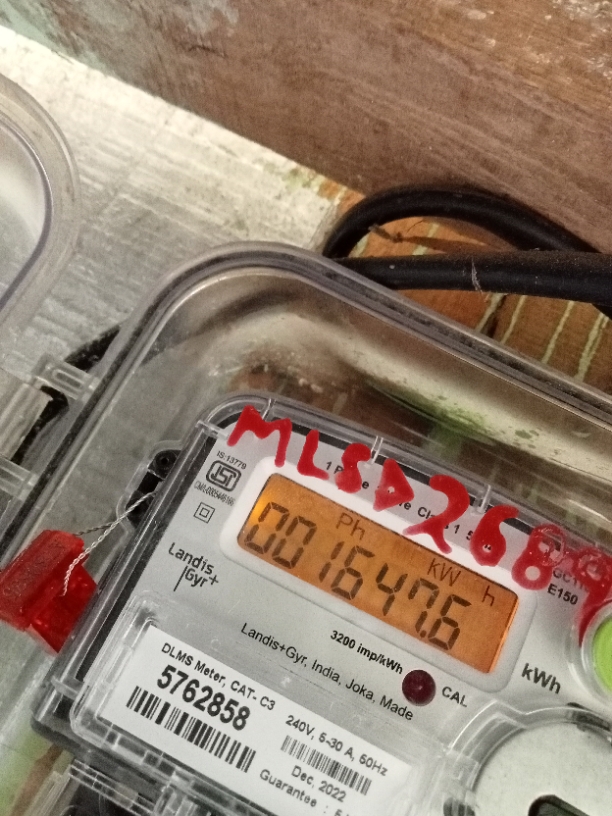 MLSD2689
IS:13779
Ph
kW h
001647.6
Landis
Gyr+
3200 imp/kWh
kWh
CAL
E150
Landis+Gyr, India, Joka, Made
DLMS Meter, CAT- C3
5762858
240V, 5-30 A, 50Hz
Dec, 2022
Guarantee :